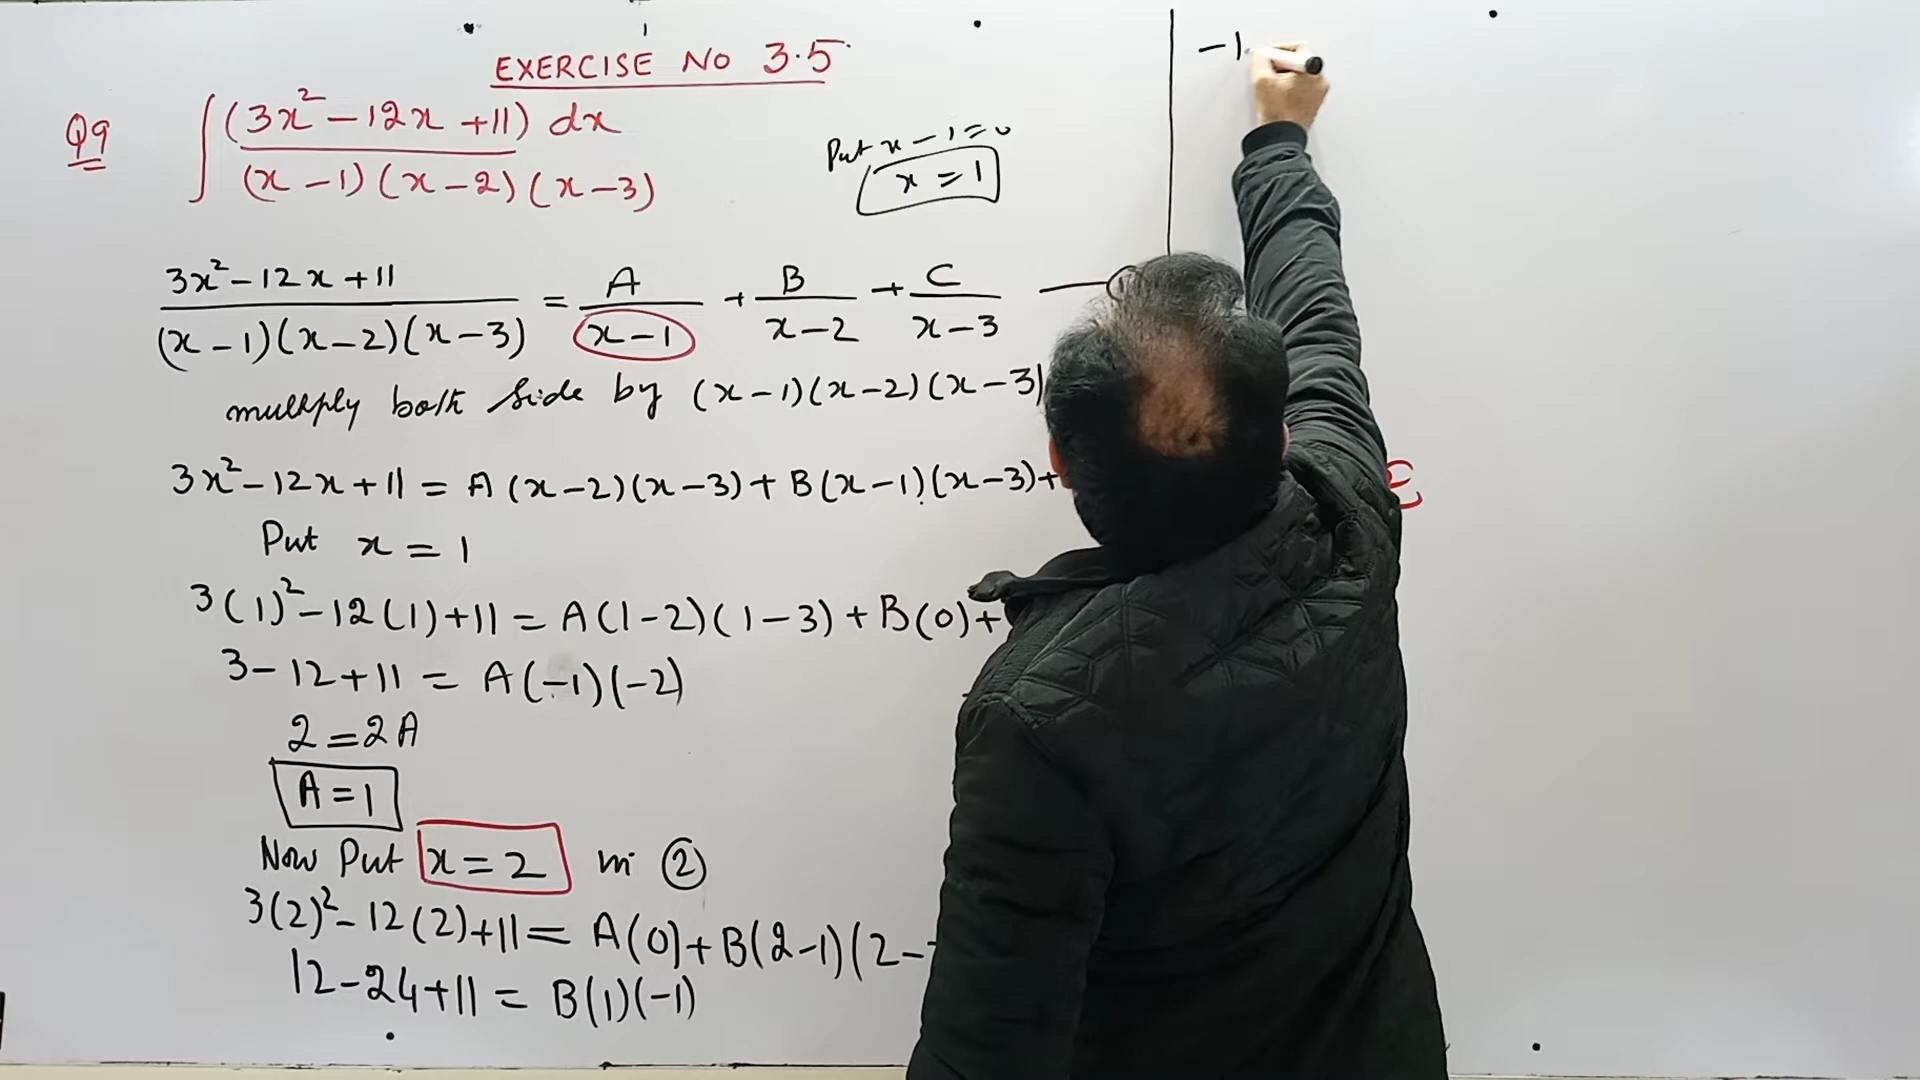 EXERCISE NO 3.5
Q9 ∫ (3x² - 12x + 11) dx / (x - 1)(x - 2)(x - 3)
Put x - 1 = 0
x = 1
(3x² - 12x + 11) / (x - 1)(x - 2)(x - 3) = A / (x - 1) + B / (x - 2) + C / (x - 3)
multiply both side by (x - 1)(x - 2)(x - 3)
3x² - 12x + 11 = A(x - 2)(x - 3) + B(x - 1)(x - 3) +
Put x = 1
3(1)² - 12(1) + 11 = A(1 - 2)(1 - 3) + B(0) +
3 - 12 + 11 = A(-1)(-2)
2 = 2A
A = 1
Now Put x = 2 in ②
3(2)² - 12(2) + 11 = A(0) + B(2 - 1)(2 -
12 - 24 + 11 = B(1)(-1)
-1